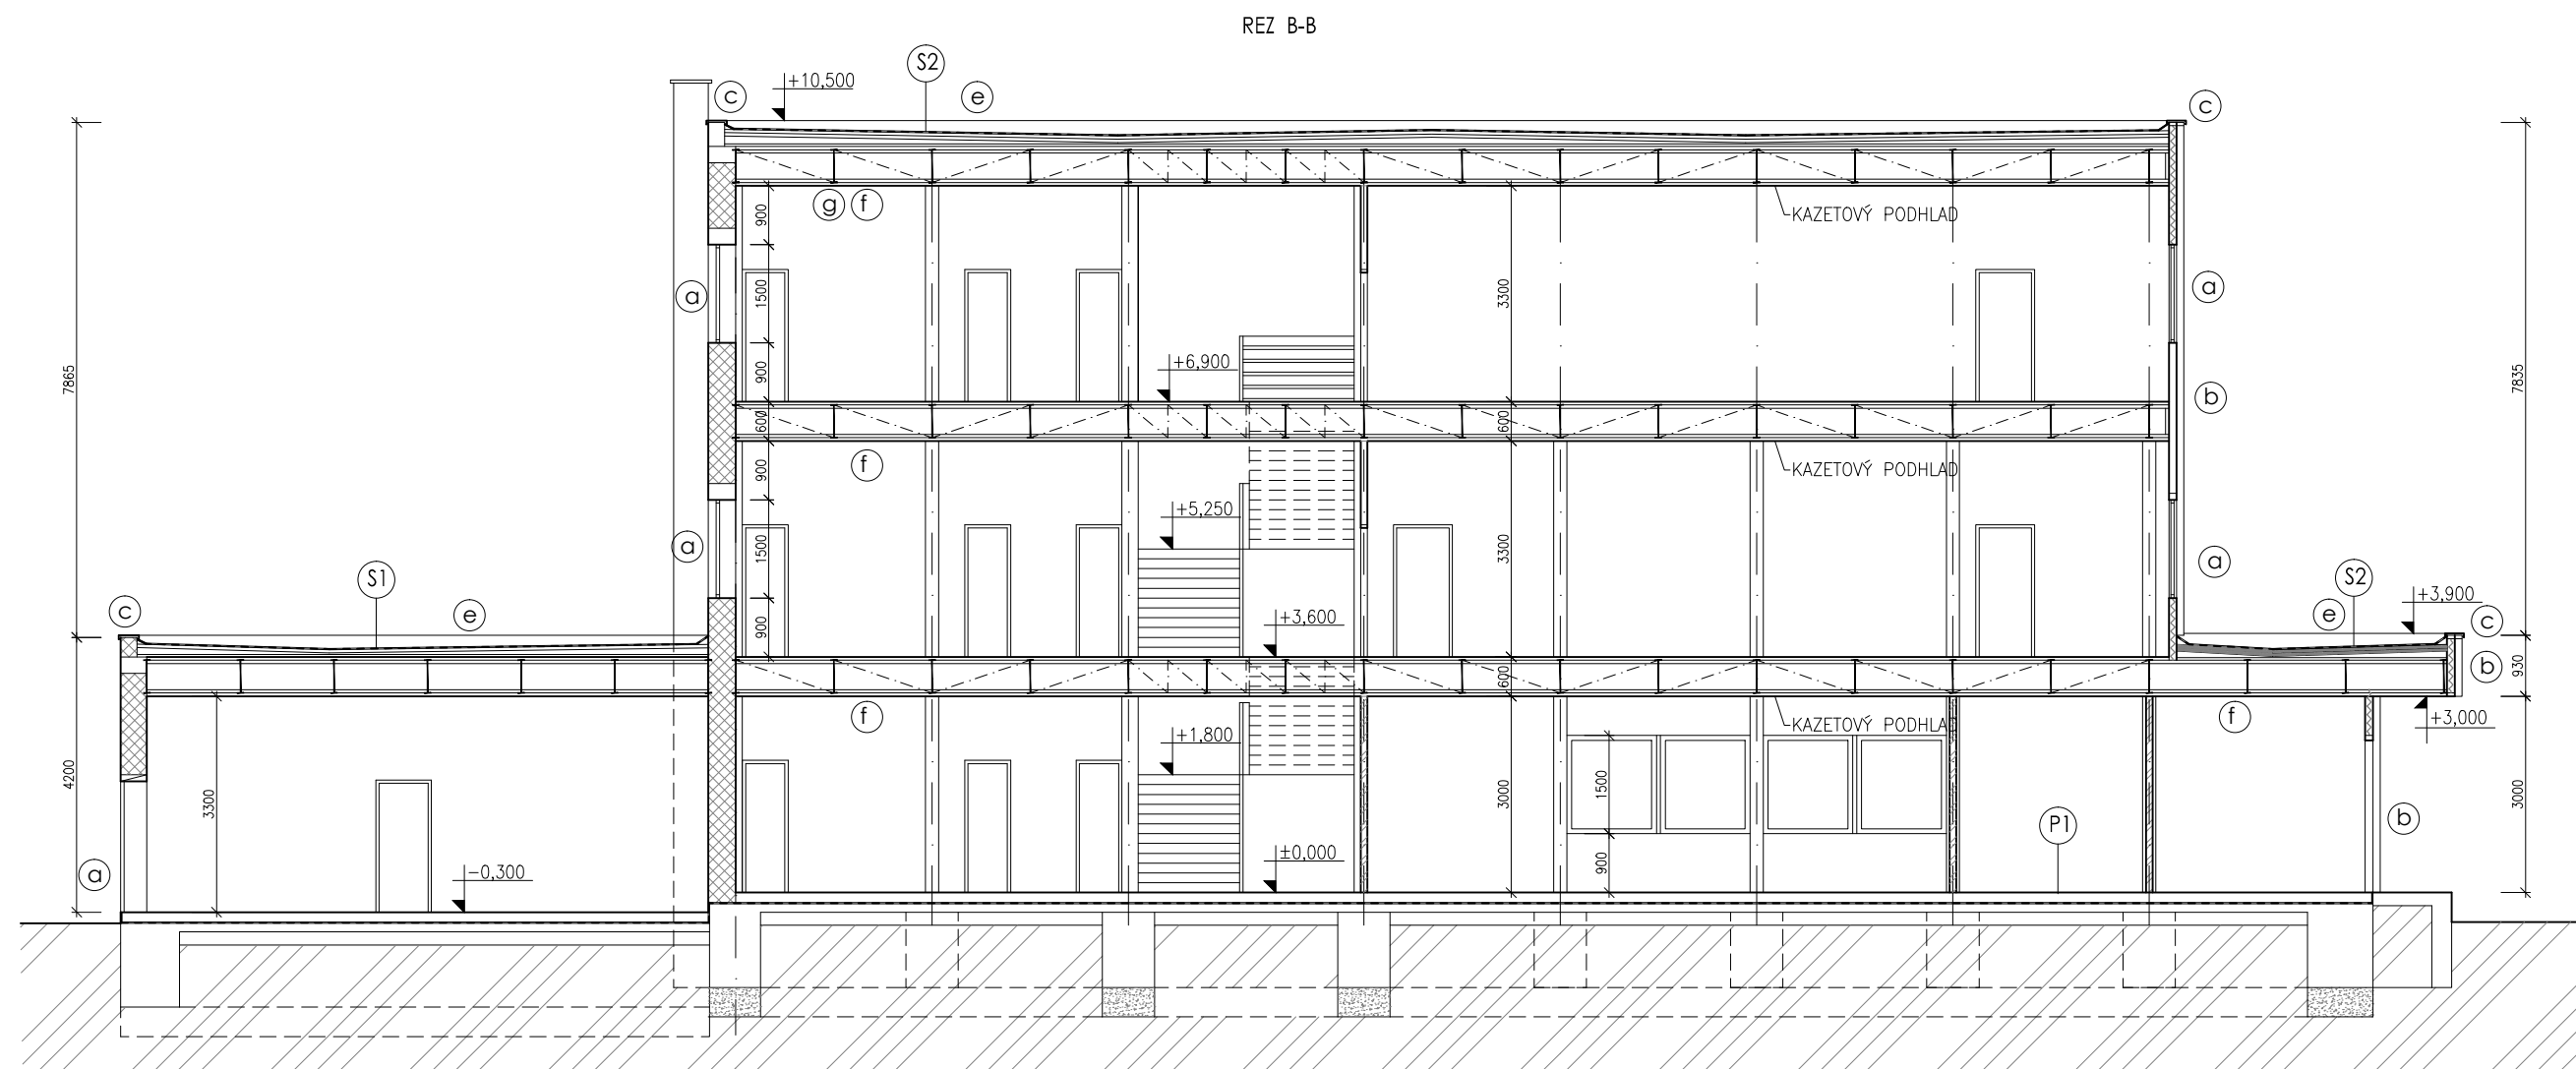 REZ B-B
S2
+10,500
c
e
c
g
f
900
KAZETOVÝ PODHLAD
a
1500
3300
a
+6,900
900
7865
7835
b
600
600
f
900
KAZETOVÝ PODHLAD
+5,250
a
1500
3300
a
S1
S2
c
e
900
+3,600
e
+3,900
c
600
930
b
f
KAZETOVÝ PODHLAD
f
+3,000
+1,800
4200
3300
1500
3000
3000
P1
b
a
-0,300
±0,000
900